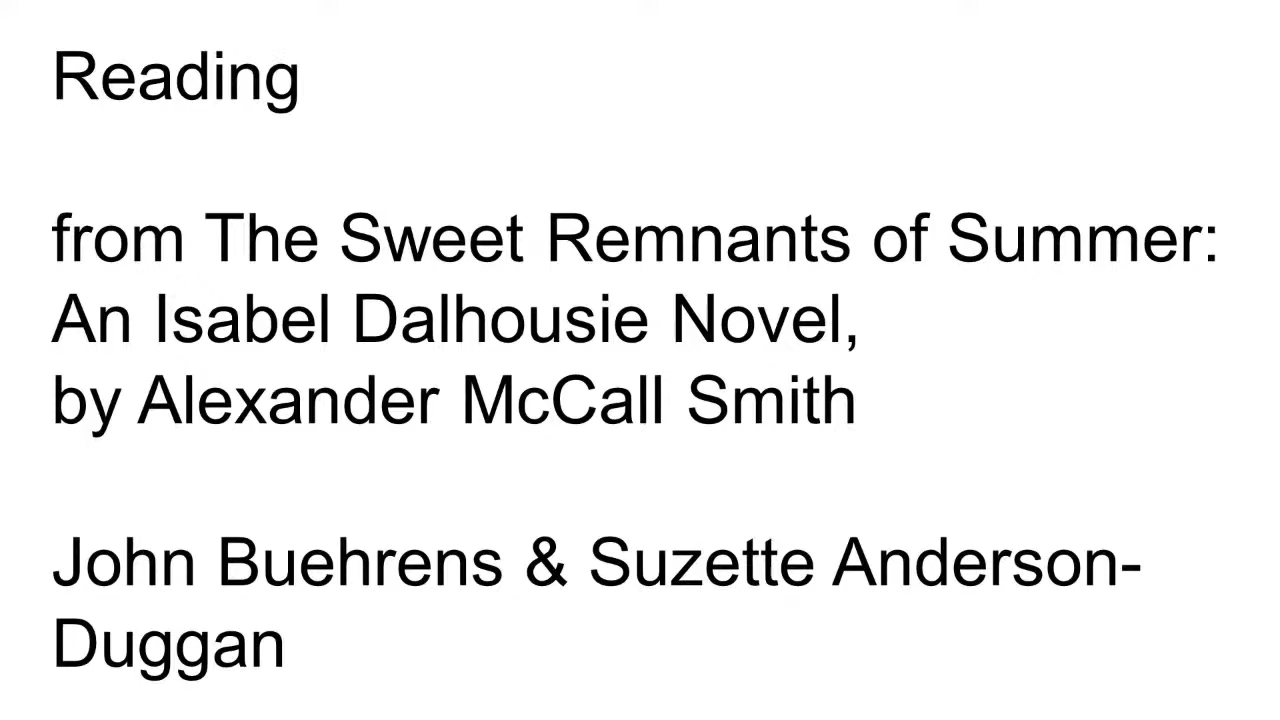 Reading
from The Sweet Remnants of Summer:
An Isabel Dalhousie Novel,
by Alexander McCall Smith
John Buehrens & Suzette Anderson-
Duggan